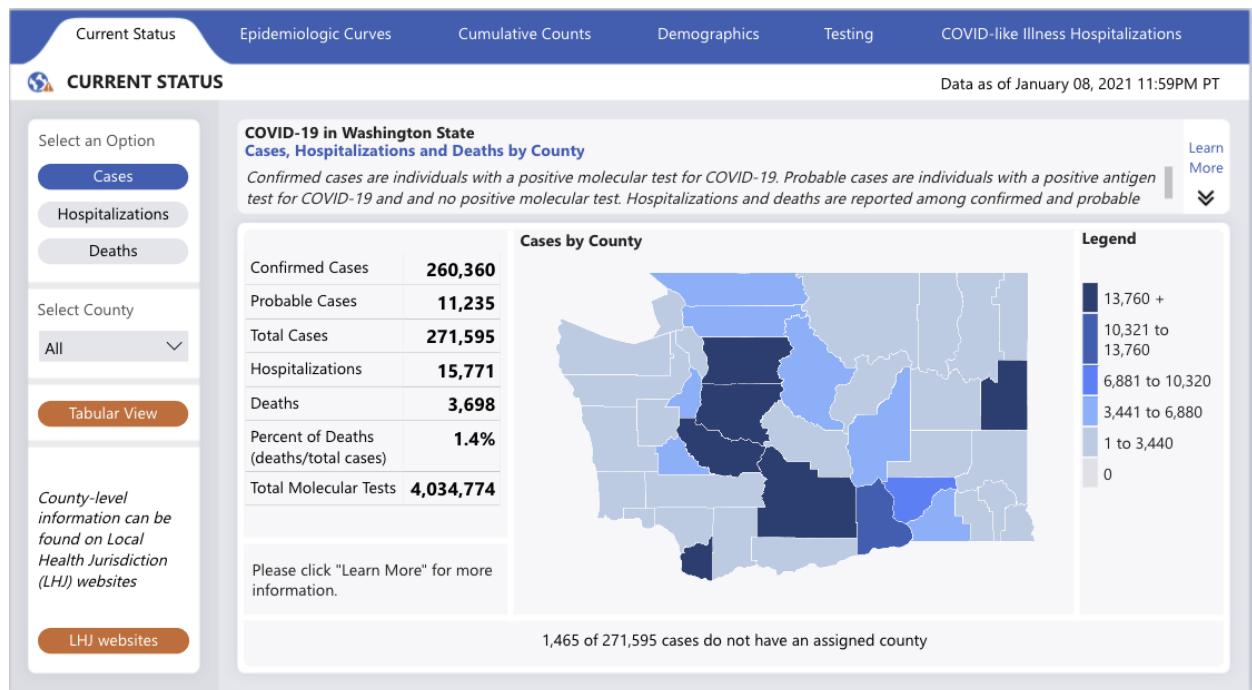 Current Status
Epidemiologic Curves
Cumulative Counts
Demographics
Testing
COVID-like Illness Hospitalizations
CURRENT STATUS
Data as of January 08, 2021 11:59PM PT
Select an Option
Cases
Hospitalizations
Deaths
Select County
All
Tabular View
County-level
information can be
found on Local
Health Jurisdiction
(LHJ) websites
LHJ websites
COVID-19 in Washington State
Cases, Hospitalizations and Deaths by County
Confirmed cases are individuals with a positive molecular test for COVID-19. Probable cases are individuals with a positive antigen
test for COVID-19 and and no positive molecular test. Hospitalizations and deaths are reported among confirmed and probable
Learn
More
Confirmed Cases 260,360
Probable Cases 11,235
Total Cases 271,595
Hospitalizations 15,771
Deaths 3,698
Percent of Deaths 1.4%
(deaths/total cases)
Total Molecular Tests 4,034,774
Please click "Learn More" for more
information.
Cases by County
Legend
13,760 +
10,321 to
13,760
6,881 to 10,320
3,441 to 6,880
1 to 3,440
0
1,465 of 271,595 cases do not have an assigned county